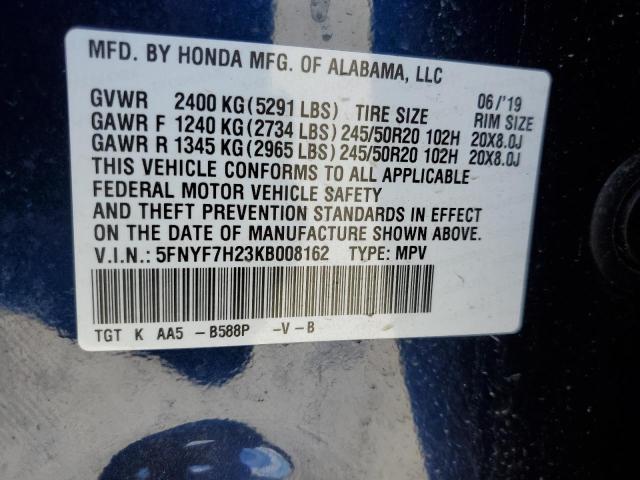 MFD. BY HONDA MFG. OF ALABAMA, LLC
06/'19
GVWR 2400 KG(5291 LBS) TIRE SIZE RIM SIZE
GAWR F 1240 KG(2734 LBS) 245/50R20 102H 20X8.0J
GAWR R 1345 KG(2965 LBS) 245/50R20 102H 20X8.0J
THIS VEHICLE CONFORMS TO ALL APPLICABLE
FEDERAL MOTOR VEHICLE SAFETY
AND THEFT PREVENTION STANDARDS IN EFFECT
ON THE DATE OF MANUFACTURE SHOWN ABOVE.
V.I.N.: 5FNYF7H23KB008162 TYPE: MPV
TGT K AA5 -B588P -V-B